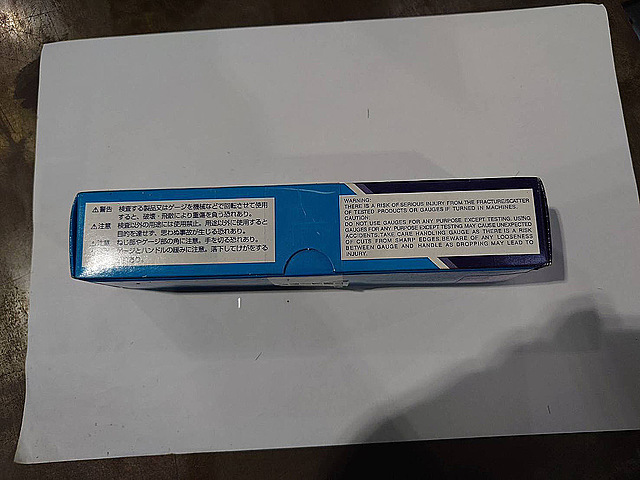 ⚠警告 検査する製品又はゲージを機械などで回転させて使用
すると、破壊・飛散により重傷を負う恐れあり。
⚠注意 検査以外の用途には使用禁止。用途以外に使用すると
目的を達せず、思わぬ事故が生じる恐れあり。
⚠注意 ねじ部やゲージ部の角に注意。手を切る恐れあり。
ゲージとハンドルの緩みに注意。落下してけがをする
恐れあり。
WARNING:
THERE IS A RISK OF SERIOUS INJURY FROM THE FRACTURE/SCATTER
OF TESTED PRODUCTS OR GAUGES IF TURNED IN MACHINES.
CAUTION:
DO NOT USE GAUGES FOR ANY PURPOSE EXCEPT TESTING. USING
GAUGES FOR ANY PURPOSE EXCEPT TESTING MAY CAUSE UNEXPECTED
ACCIDENTS.TAKE CARE HANDLING GAUGE AS THERE IS A RISK
OF CUTS FROM SHARP EDGES.BEWARE OF ANY LOOSENESS
BETWEEN GAUGE AND HANDLE AS DROPPING MAY LEAD TO
INJURY.